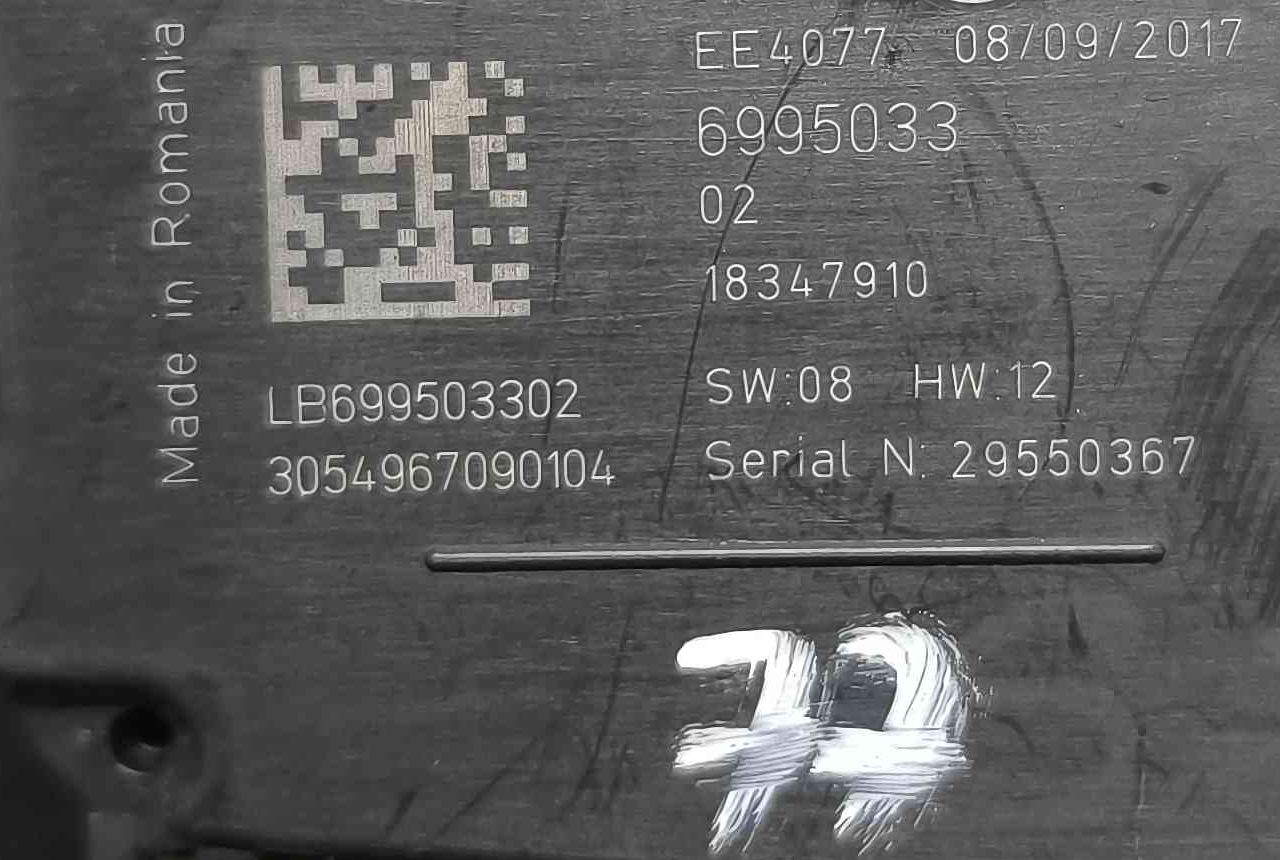 Made in Romania
EE4077 08/09/2017
6995033
02
18347910
LB699503302
3054967090104
SW:08 HW:12
Serial N: 29550367
77